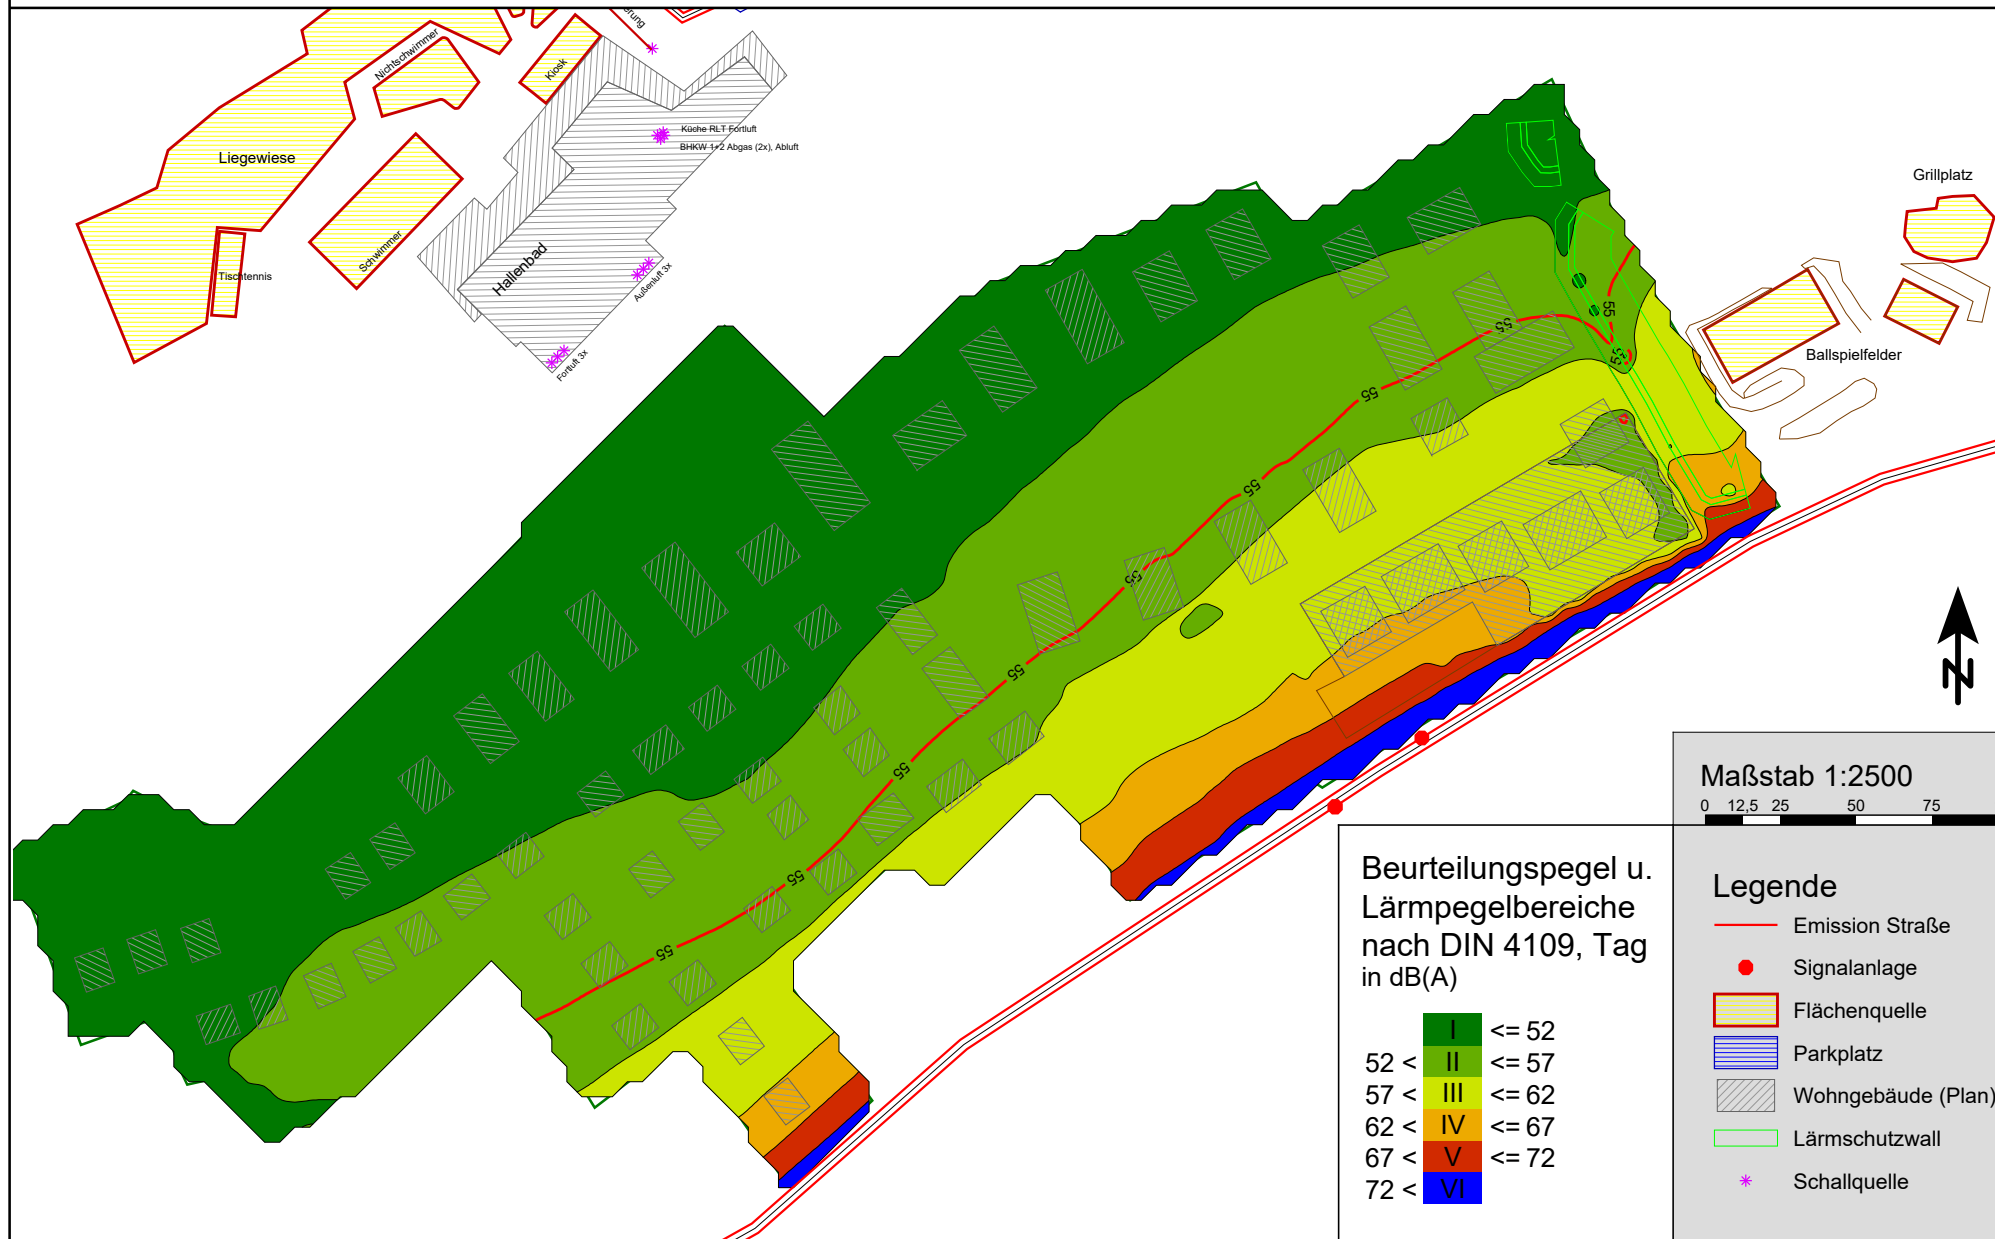 Nichtschwimmer
Kiosk
Küche RLT Fortluft
BHKW 1+2 Abgas (2x), Abluft
Liegewiese
Schwimmer
Tischtennis
Hallenbad
Außenluft 3x
Fortluft 3x
Grillplatz
Ballspielfelder
55
55
55
55
55
55
55
55
55
55
N
Maßstab 1:2500
0 12,5 25 50 75
Beurteilungspegel u.
Lärmpegelbereiche
nach DIN 4109, Tag
in dB(A)
I <= 52
52 < II <= 57
57 < III <= 62
62 < IV <= 67
67 < V <= 72
72 < VI
Legende
Emission Straße
Signalanlage
Flächenquelle
Parkplatz
Wohngebäude (Plan)
Lärmschutzwall
Schallquelle